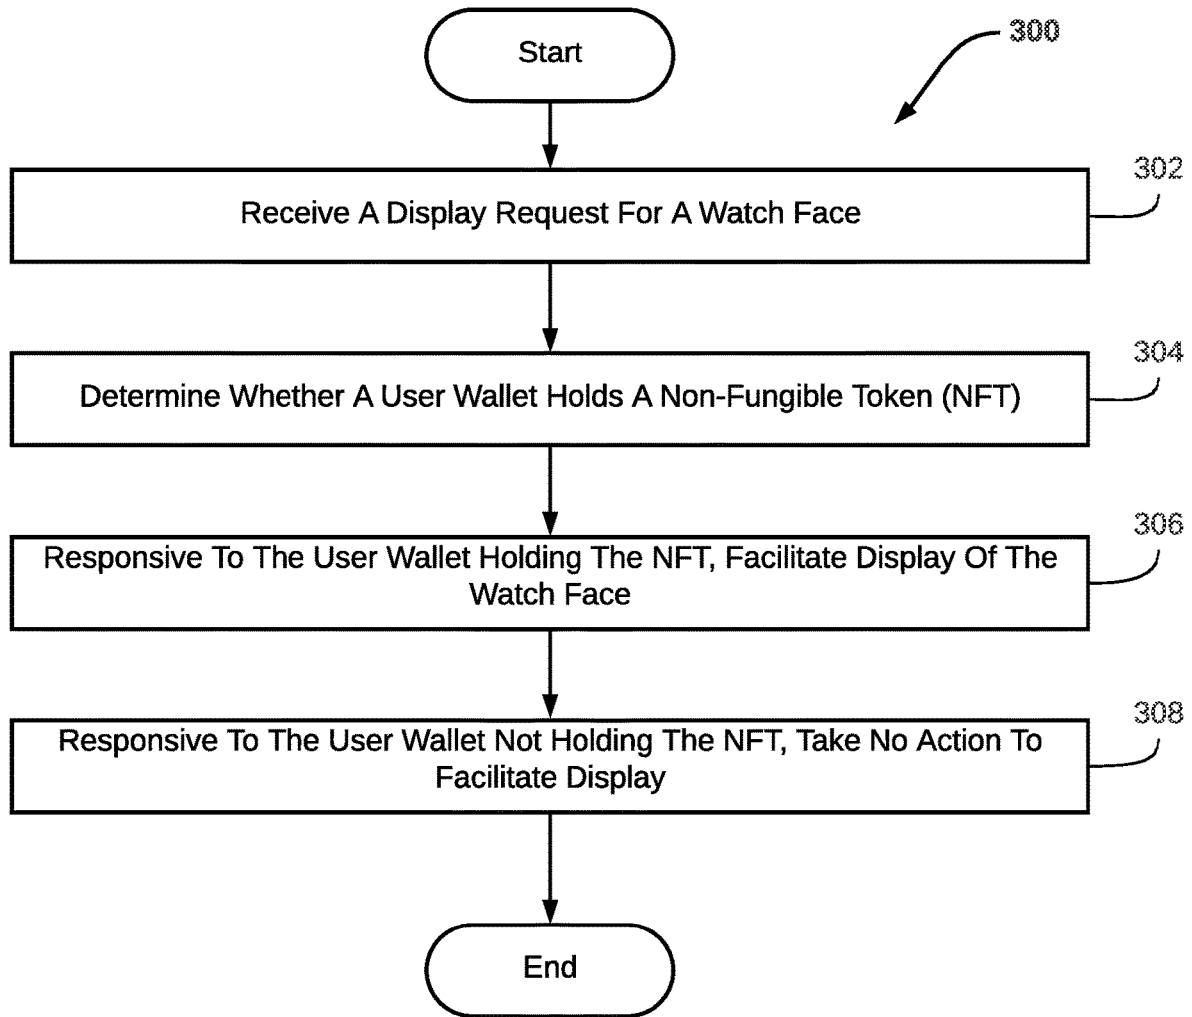 Start
300
302
Receive A Display Request For A Watch Face
304
Determine Whether A User Wallet Holds A Non-Fungible Token (NFT)
306
Responsive To The User Wallet Holding The NFT, Facilitate Display Of The
Watch Face
308
Responsive To The User Wallet Not Holding The NFT, Take No Action To
Facilitate Display
End